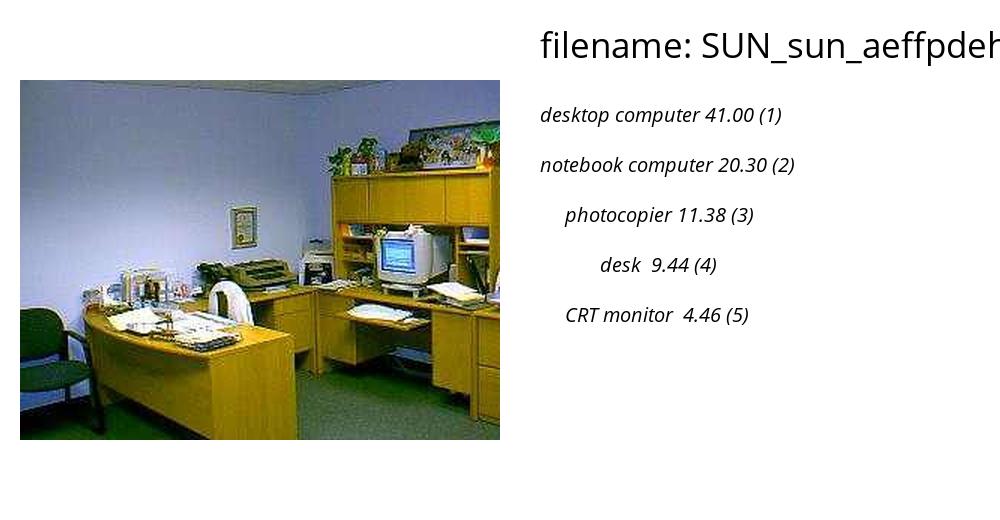 filename: SUN_sun_aeffpdeh
desktop computer 41.00 (1)
notebook computer 20.30 (2)
photocopier 11.38 (3)
desk 9.44 (4)
CRT monitor 4.46 (5)